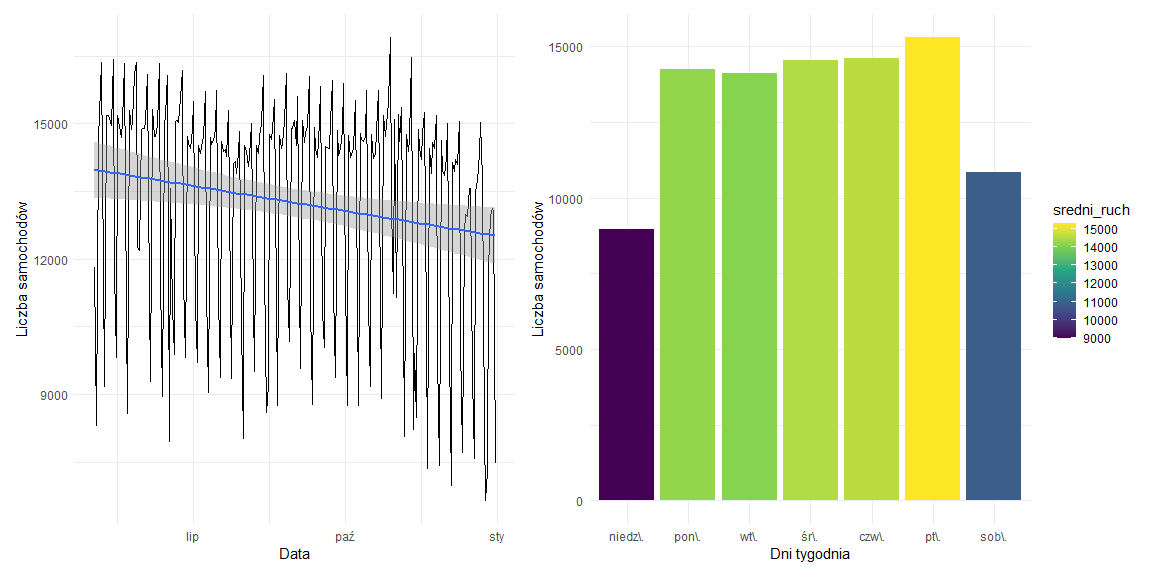 Liczba samochodów
15000
12000
9000
lip
paź
sty
Data
Liczba samochodów
15000
10000
5000
0
niedz\.
pon\.
wt\.
śr\.
czw\.
pt\.
sob\.
Dni tygodnia
sredni_ruch
15000
14000
13000
12000
11000
10000
9000